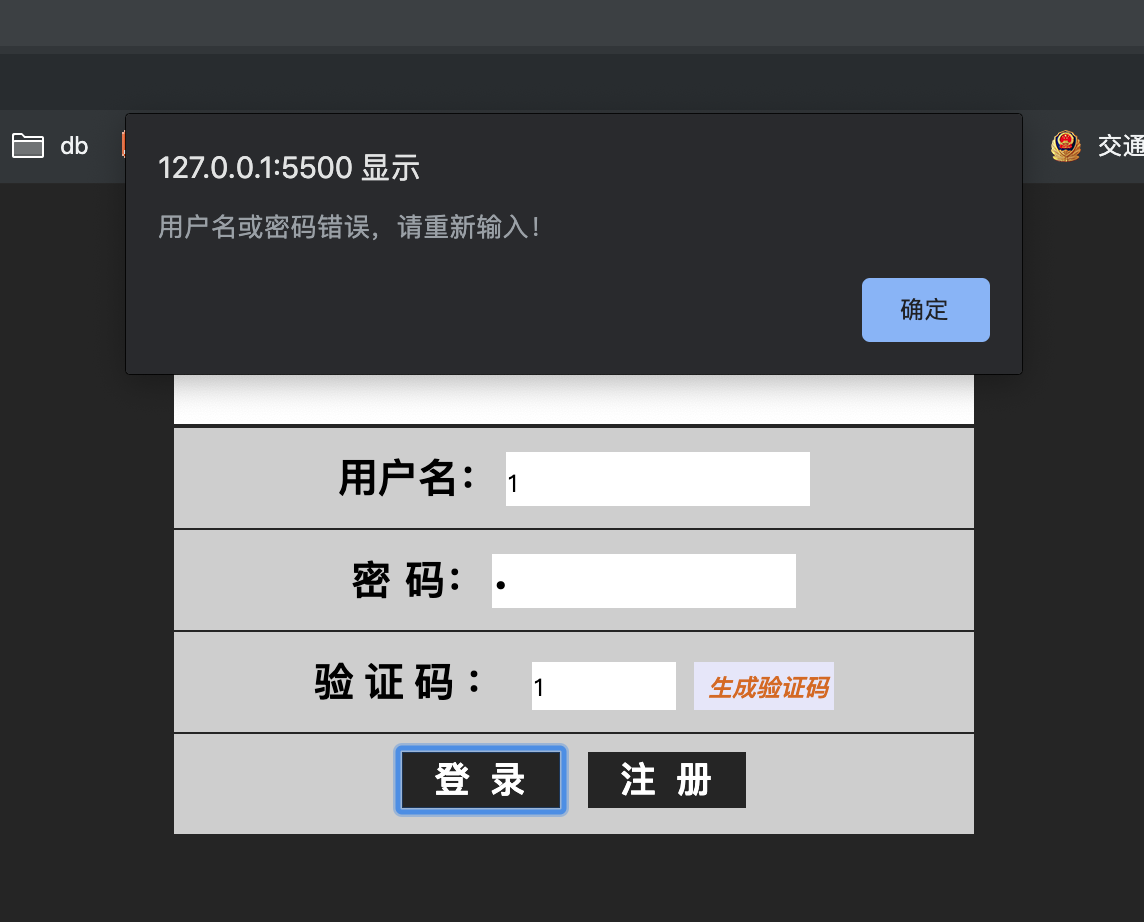 db
交通
127.0.0.1:5500 显示
用户名或密码错误，请重新输入！
确定
用户名： 1
密 码： •
验 证 码 ： 1 生成验证码
登 录 注 册